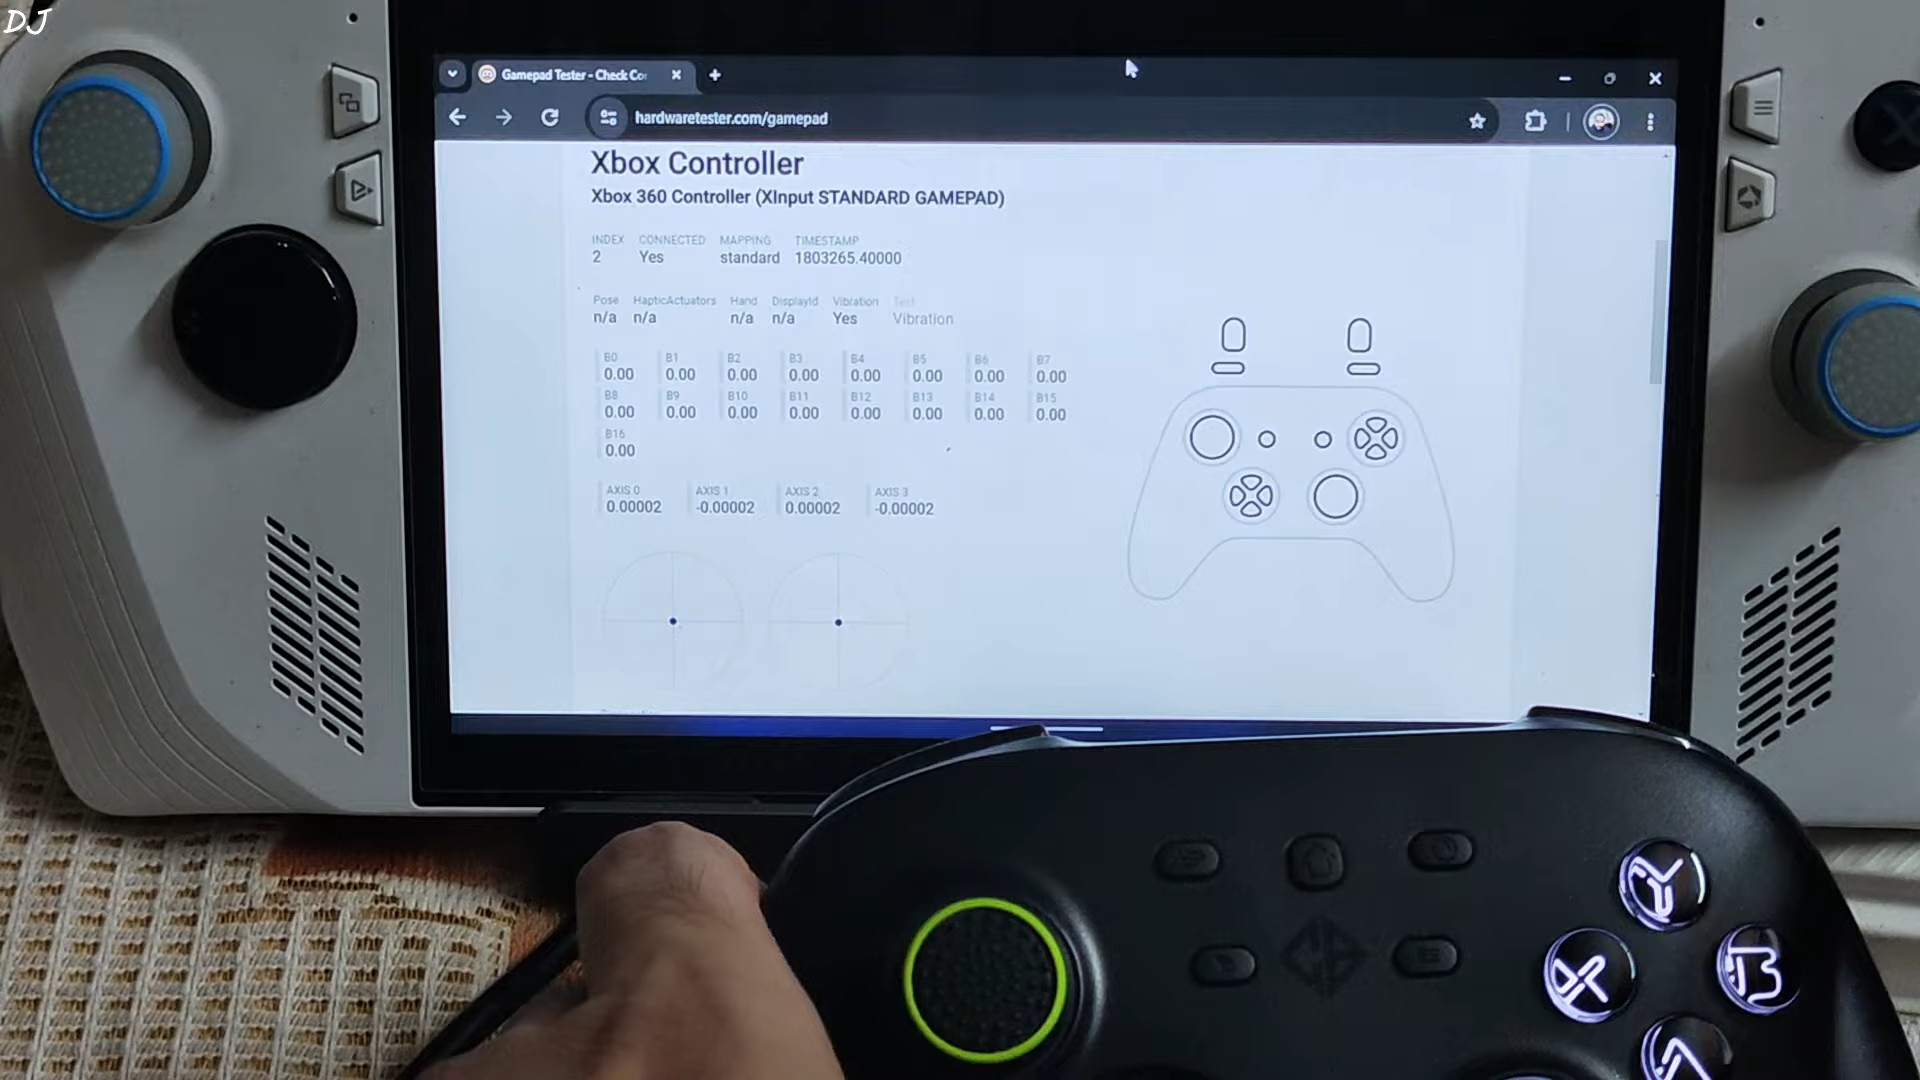 DJ
Gamepad Tester - Check Co
hardwaretester.com/gamepad
Xbox Controller
Xbox 360 Controller (XInput STANDARD GAMEPAD)
INDEX CONNECTED MAPPING TIMESTAMP
2 Yes standard 1803265.40000
Pose HapticActuators Hand DisplayId Vibration Test
n/a n/a n/a n/a Yes Vibration
B0 B1 B2 B3 B4 B5 B6 B7
0.00 0.00 0.00 0.00 0.00 0.00 0.00 0.00
B8 B9 B10 B11 B12 B13 B14 B15
0.00 0.00 0.00 0.00 0.00 0.00 0.00 0.00
B16
0.00
AXIS 0 AXIS 1 AXIS 2 AXIS 3
0.00002 -0.00002 0.00002 -0.00002
X
Y
X
B
A